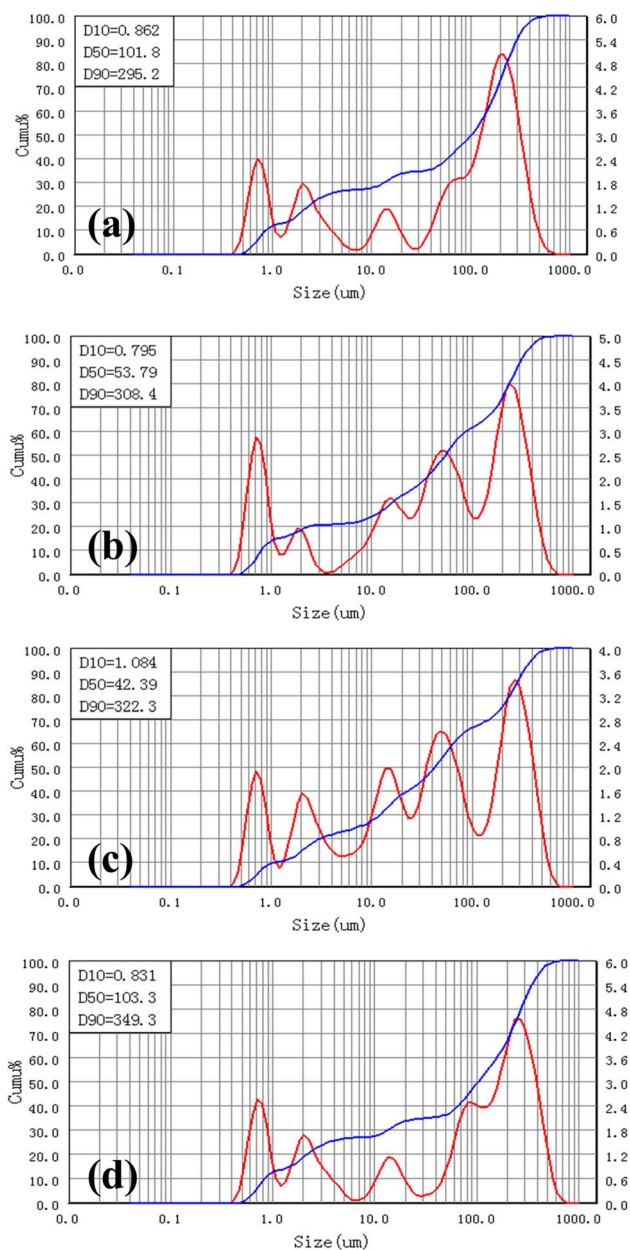 100.0 6.0
D10=0.862
90.0 5.4
D50=101.8
80.0 4.8
D90=295.2
70.0 4.2
60.0 3.6
Cumu%
50.0 3.0
40.0 2.4
30.0 1.8
20.0 1.2
(a)
10.0 0.6
0.0 0.0
0.0 0.1 1.0 10.0 100.0 1000.0
Size(um)
100.0 5.0
D10=0.795
90.0 4.5
D50=53.79
80.0 4.0
D90=308.4
70.0 3.5
60.0 3.0
Cumu%
50.0 2.5
40.0 2.0
30.0 1.5
20.0 1.0
(b)
10.0 0.5
0.0 0.0
0.0 0.1 1.0 10.0 100.0 1000.0
Size(um)
100.0 4.0
D10=1.084
90.0 3.6
D50=42.39
80.0 3.2
D90=322.3
70.0 2.8
60.0 2.4
Cumu%
50.0 2.0
40.0 1.6
30.0 1.2
20.0 0.8
(c)
10.0 0.4
0.0 0.0
0.0 0.1 1.0 10.0 100.0 1000.0
Size(um)
100.0 6.0
D10=0.831
90.0 5.4
D50=103.3
80.0 4.8
D90=349.3
70.0 4.2
60.0 3.6
Cumu%
50.0 3.0
40.0 2.4
30.0 1.8
20.0 1.2
(d)
10.0 0.6
0.0 0.0
0.0 0.1 1.0 10.0 100.0 1000.0
Size(um)